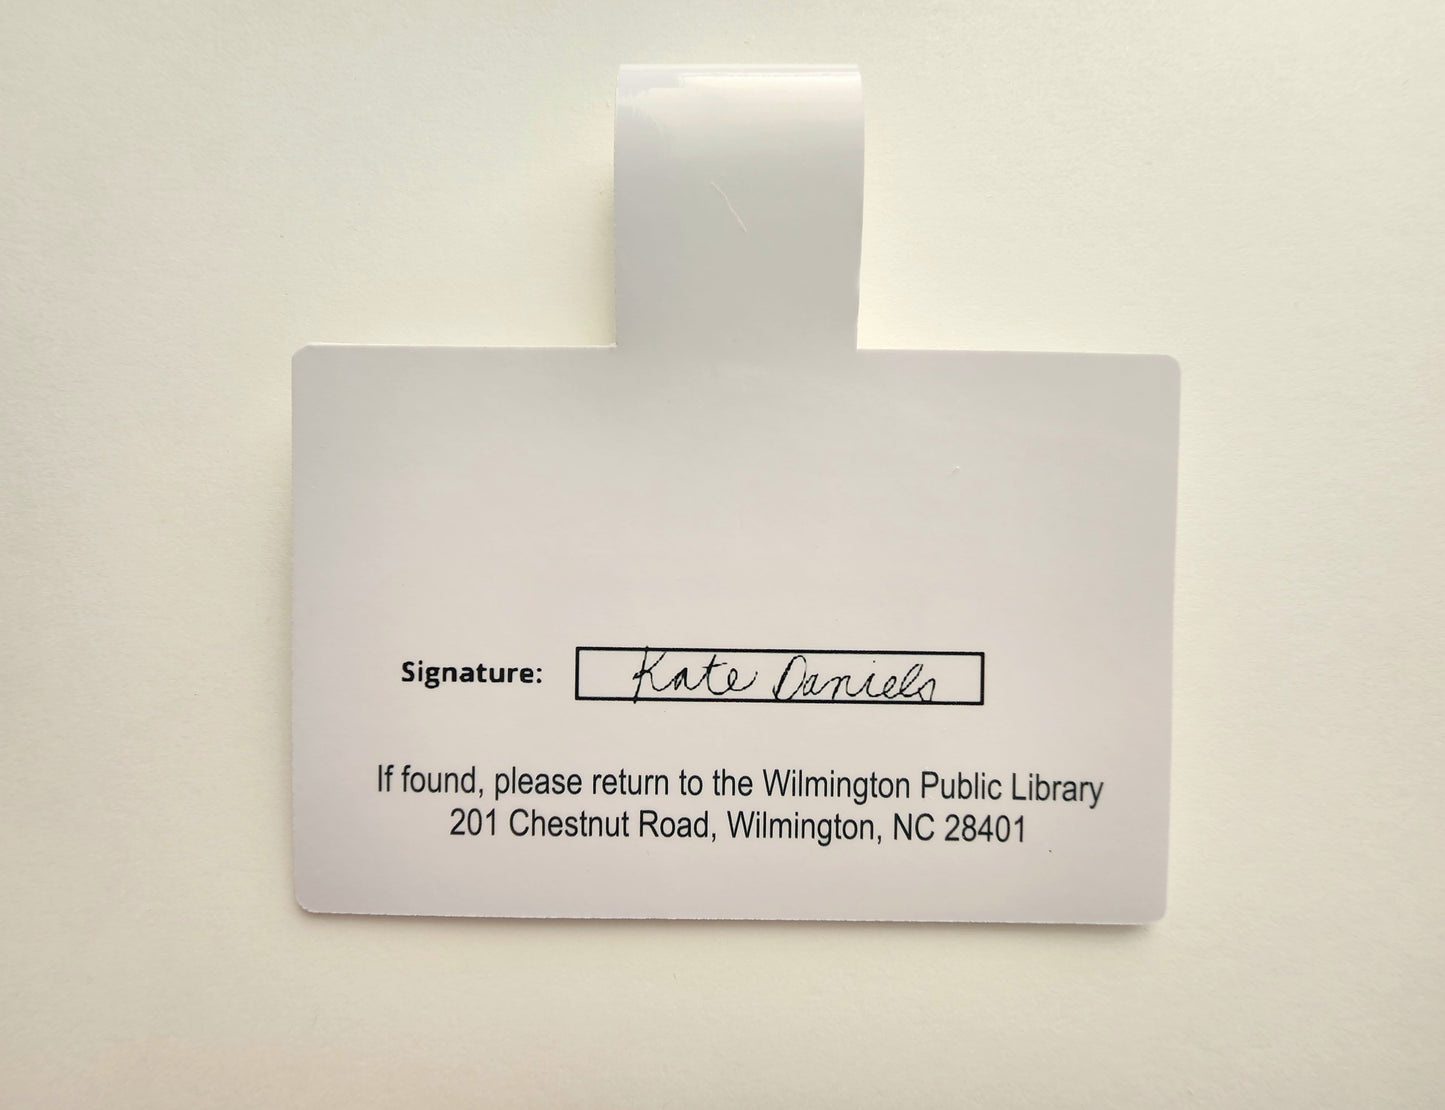 Signature: Kate Daniels
If found, please return to the Wilmington Public Library
201 Chestnut Road, Wilmington, NC 28401